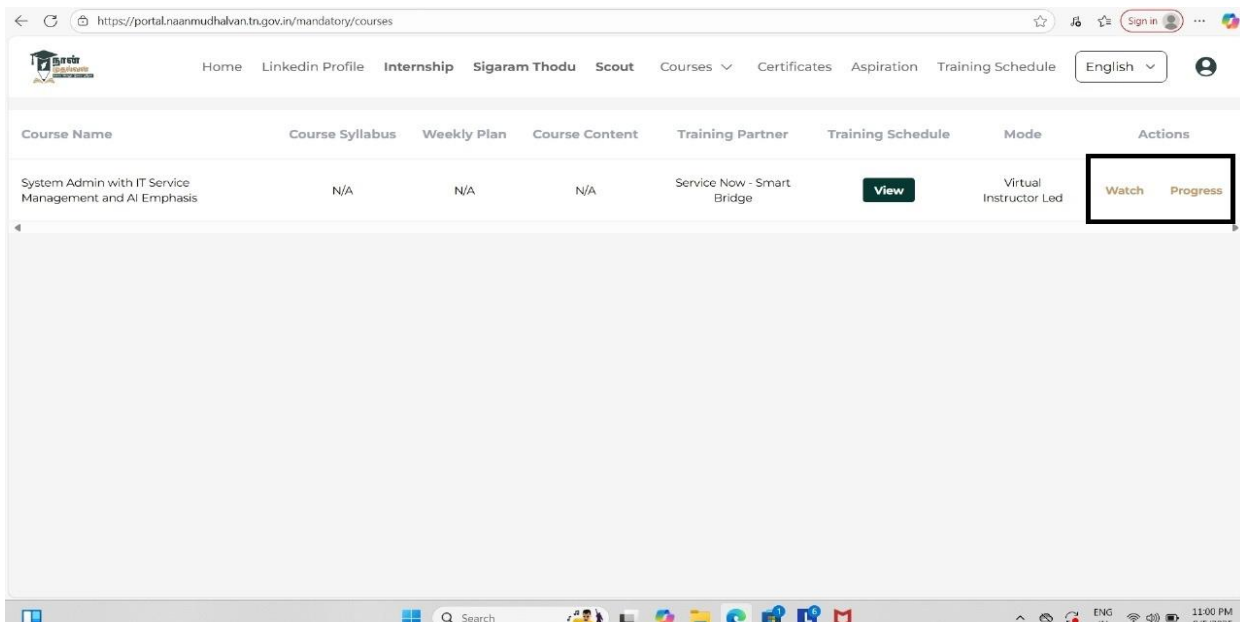 https://portal.naanmudhalvan.tn.gov.in/mandatory/courses
Sign in
நான்
முதல்வன்
Home Linkedin Profile Internship Sigaram Thodu Scout Courses Certificates Aspiration Training Schedule English
Course Name Course Syllabus Weekly Plan Course Content Training Partner Training Schedule Mode Actions
System Admin with IT Service
Management and AI Emphasis
N/A N/A N/A
Service Now - Smart
Bridge
View
Virtual
Instructor Led
Watch Progress
Search
ENG
11:00 PM